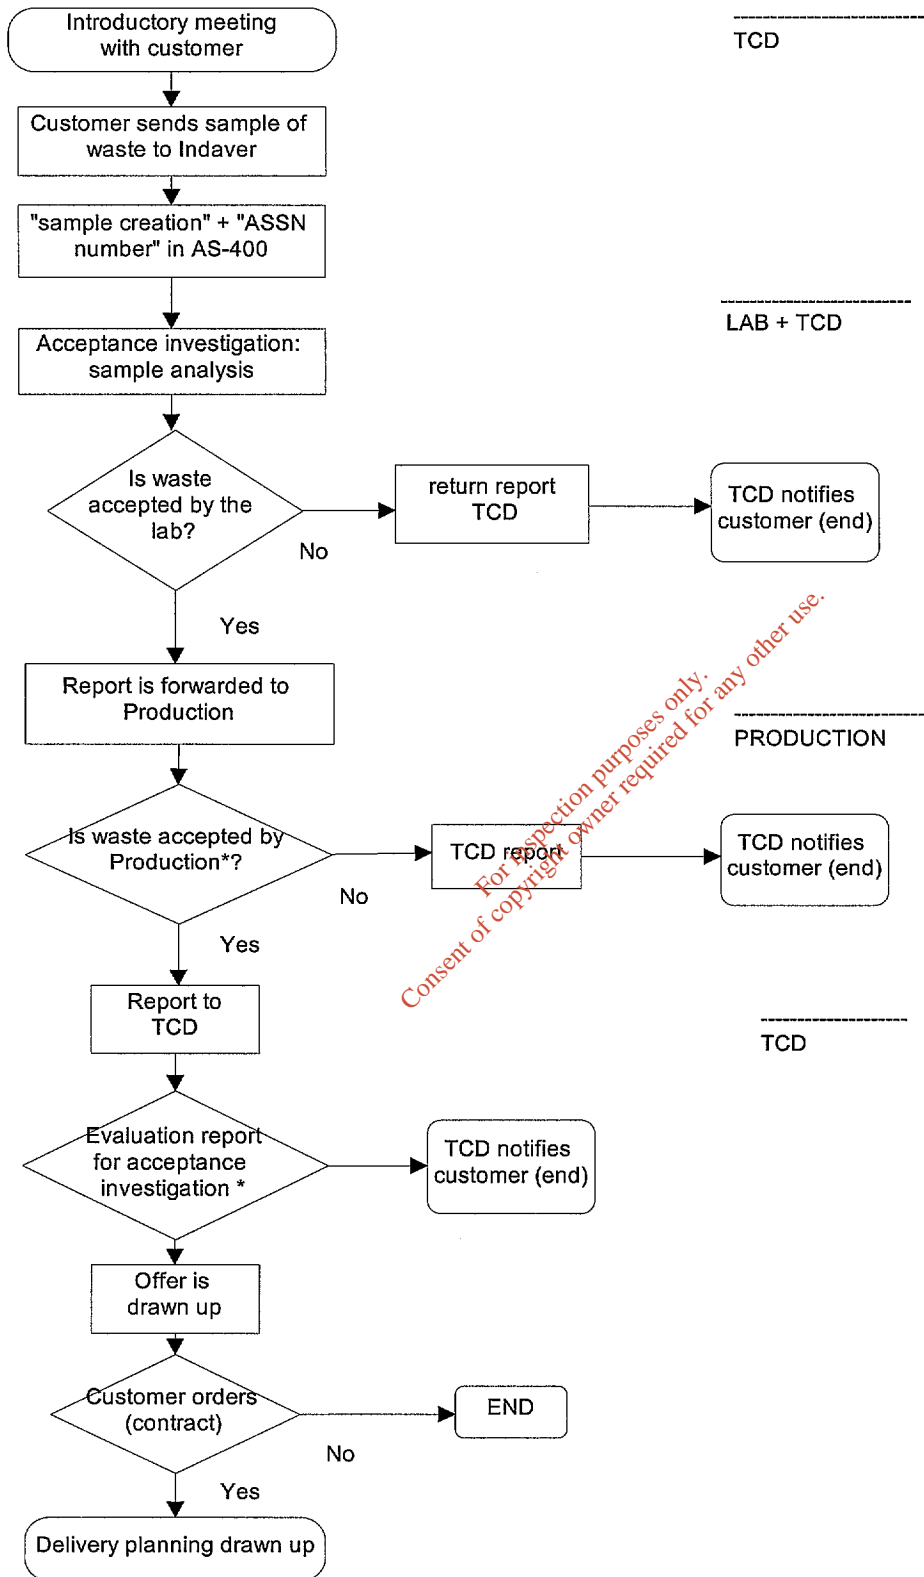 Introductory meeting
with customer
TCD
Customer sends sample of
waste to Indaver
"sample creation" + "ASSN
number" in AS-400
LAB + TCD
Acceptance investigation:
sample analysis
Is waste
accepted by the
lab?
No
return report
TCD
TCD notifies
customer (end)
Yes
Report is forwarded to
Production
PRODUCTION
Is waste accepted by
Production*?
No
TCD report
TCD notifies
customer (end)
For inspection purposes only.
Consent of copyright owner required for any other use.
Yes
Report to
TCD
TCD
Evaluation report
for acceptance
investigation *
TCD notifies
customer (end)
Offer is
drawn up
Customer orders
(contract)
No
END
Yes
Delivery planning drawn up